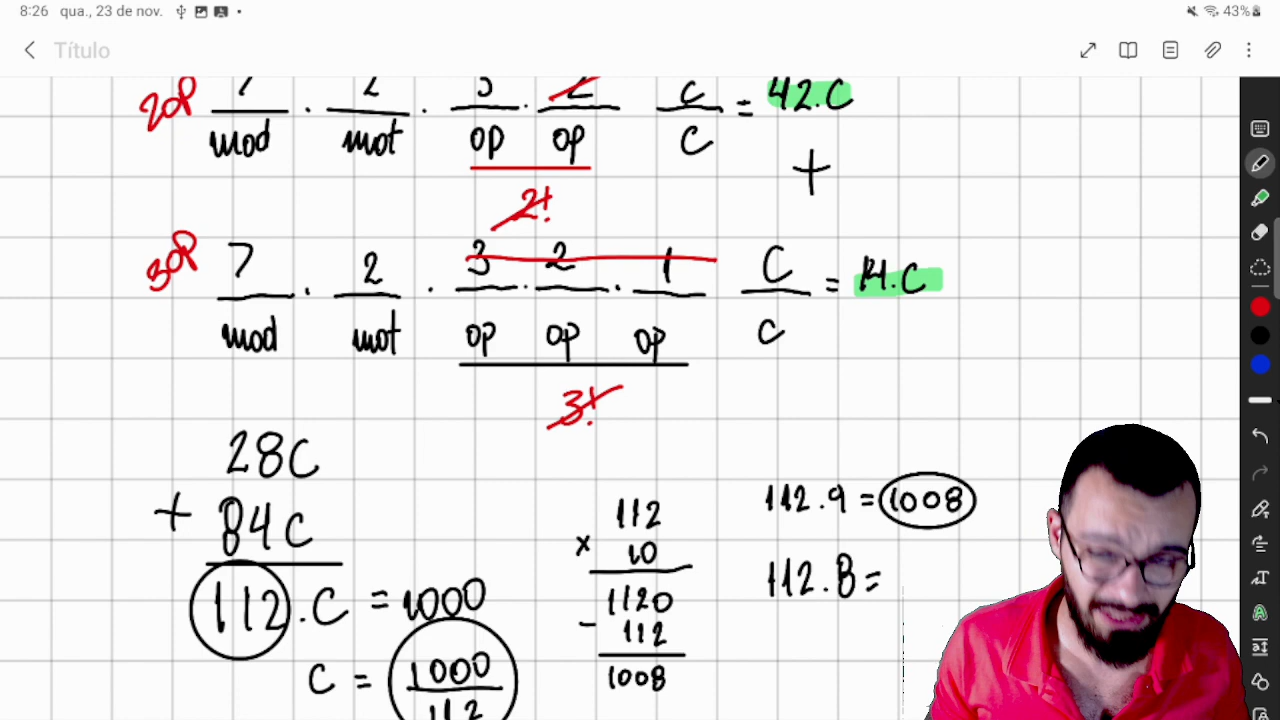 8:26 qua., 23 de nov. 43%
Título
2OP 7 . 2 . 3 . 2 C = 42.C
mod mot op op C
2! +
3OP 7 . 2 . 3 . 2 . 1 C = 14.C
mod mot op op op C
3!
28C
+ 84C
112.C = 1000
C = 1000
112
112
x 10
1120
- 112
1008
112.9 = 1008
112.8 =